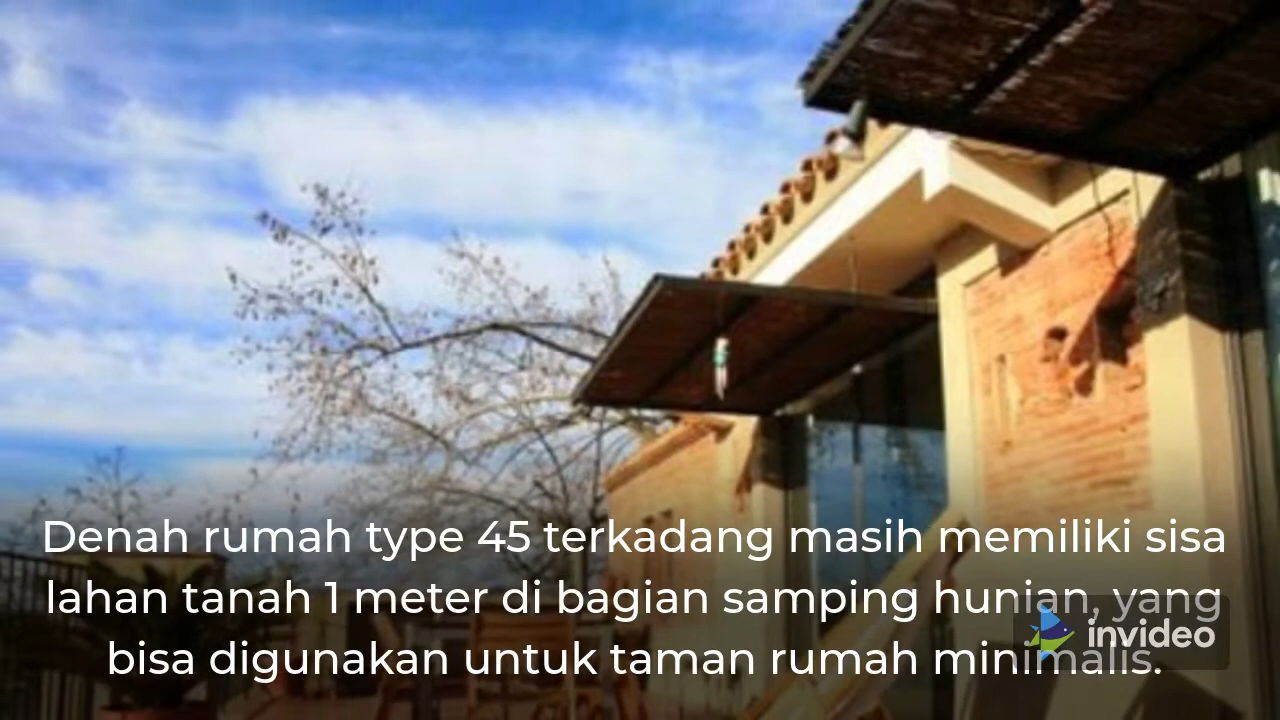 Denah rumah type 45 terkadang masih memiliki sisa
lahan tanah 1 meter di bagian samping hunian, yang
bisa digunakan untuk taman rumah minimalis.
invideo